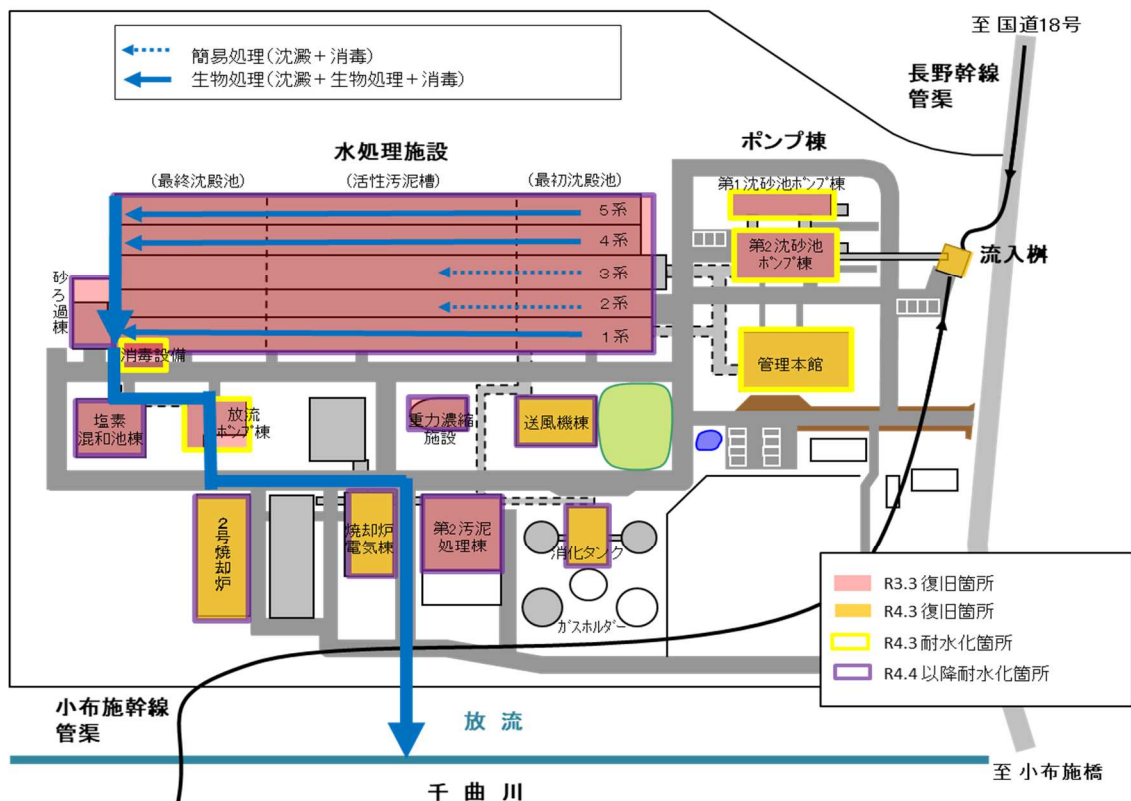 至 国道18号
簡易処理(沈澱+消毒)
生物処理(沈澱+生物処理+消毒)
長野幹線
管渠
水処理施設
ポンプ棟
(最終沈殿池)
(活性汚泥槽)
(最初沈殿池)
第1沈砂池ポンプ棟
5系
4系
3系
2系
1系
第2沈砂池
ポンプ棟
流入桝
砂ろ過棟
消毒設備
管理本館
塩素
混和池棟
放流
ポンプ棟
重力濃縮
施設
送風機棟
2号焼却炉
焼却炉
電気棟
第2汚泥
処理棟
消化タンク
ガスホルダー
R3.3 復旧箇所
R4.3 復旧箇所
R4.3 耐水化箇所
R4.4 以降耐水化箇所
小布施幹線
管渠
放 流
至 小布施橋
千 曲 川